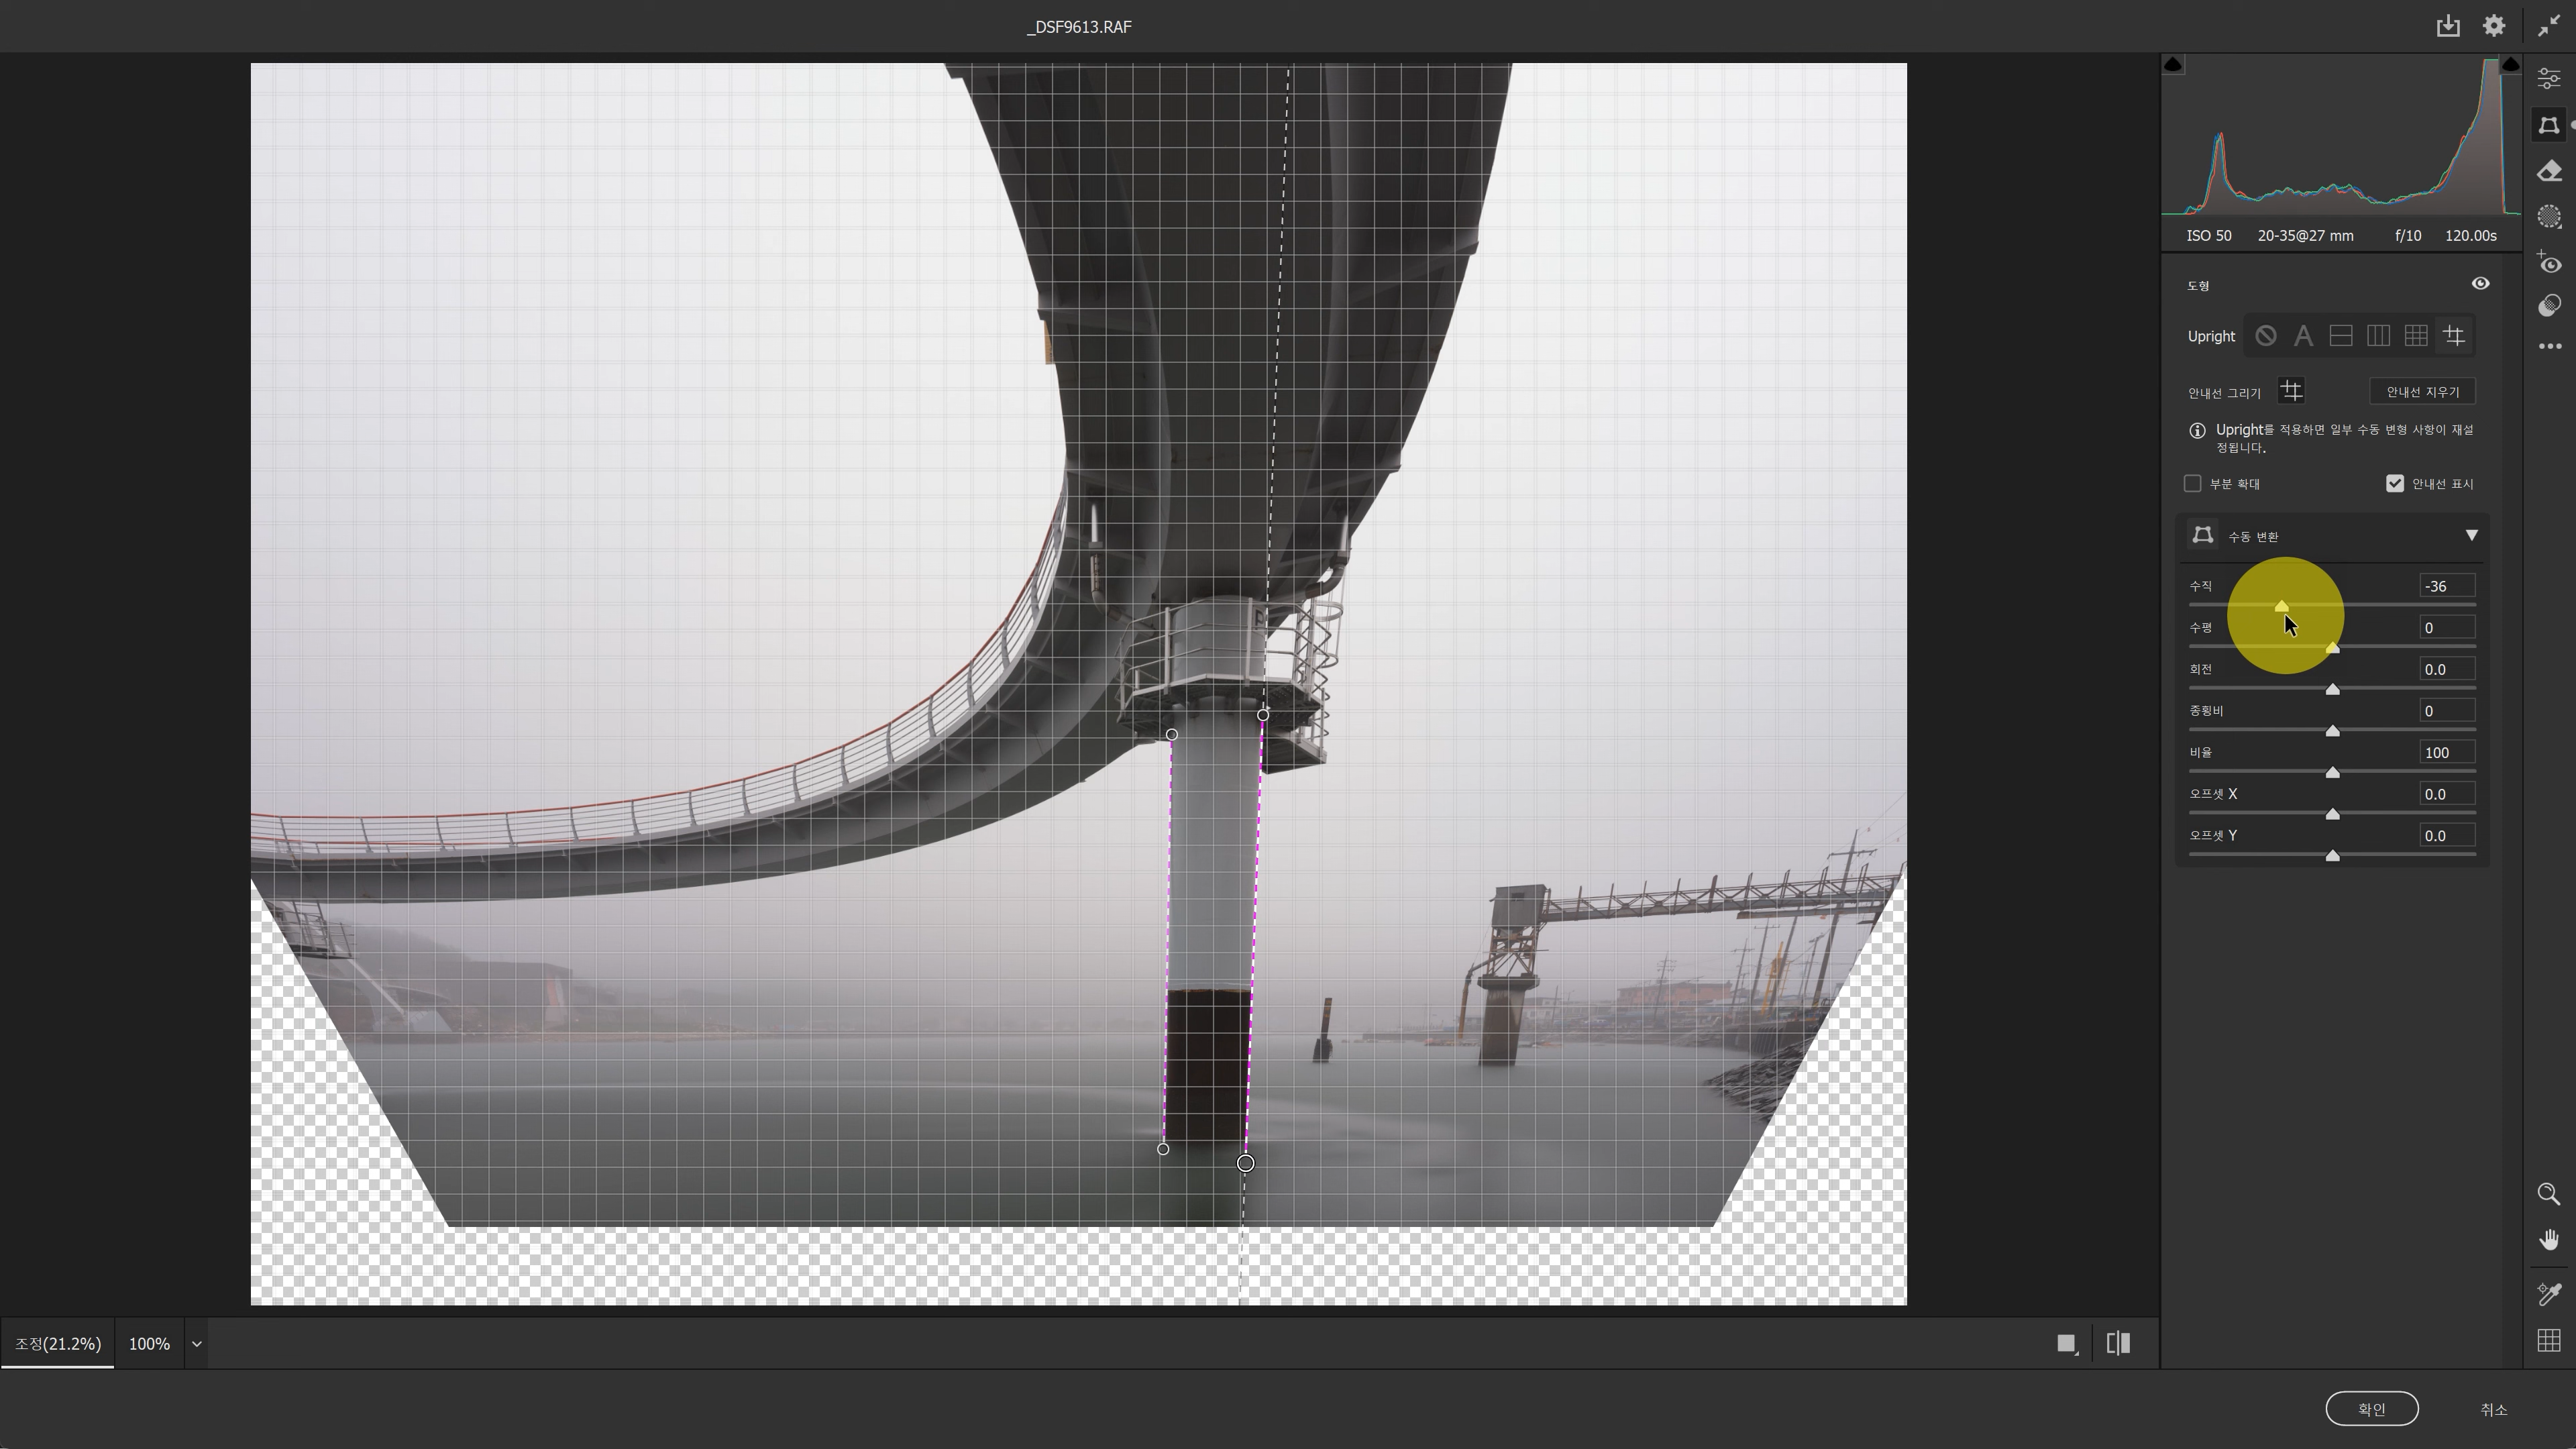 _DSF9613.RAF
ISO 50 20-35@27 mm f/10 120.00s
도형
Upright
안내선 그리기 안내선 지우기
Upright를 적용하면 일부 수동 변형 사항이 재설
정됩니다.
부분 확대 안내선 표시
수동 변환
수직 -36
수평 0
회전 0.0
종횡비 0
비율 100
오프셋 X 0.0
오프셋 Y 0.0
조정(21.2%) 100%
확인 취소